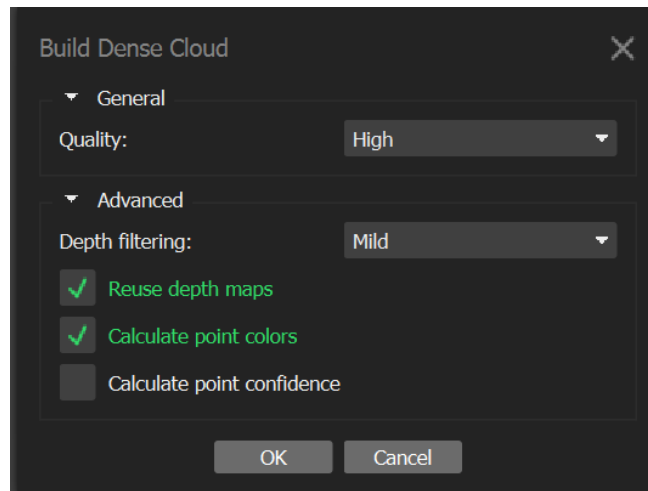 Build Dense Cloud
General
Quality: High
Advanced
Depth filtering: Mild
Reuse depth maps
Calculate point colors
Calculate point confidence
OK Cancel